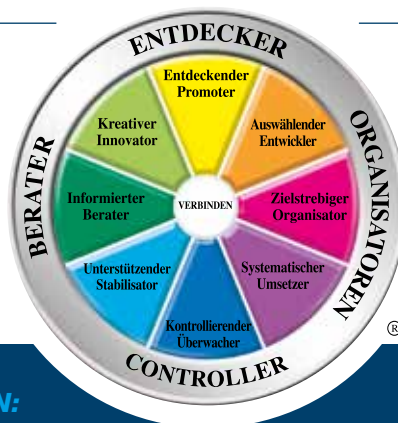 ENTDECKER
Entdeckender
Promoter
Kreativer
Innovator
Auswählender
Entwickler
BERATER
ORGANISATOREN
Informierter
Berater
VERBINDEN
Zielstrebiger
Organisator
Unterstützender
Stabilisator
Systematischer
Umsetzer
Kontrollierender
Überwacher
®
CONTROLLER
N: